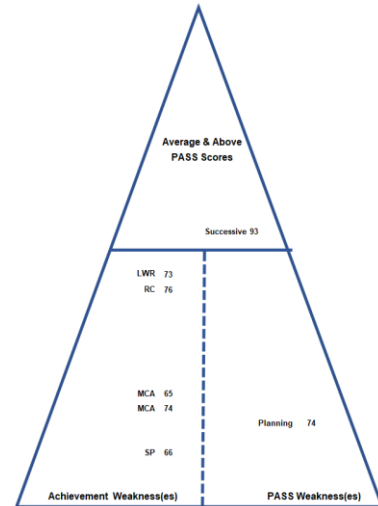 Average & Above
PASS Scores
Successive 93
LWR 73
RC 76
MCA 65
MCA 74
Planning 74
SP 66
Achievement Weakness(es)
PASS Weakness(es)